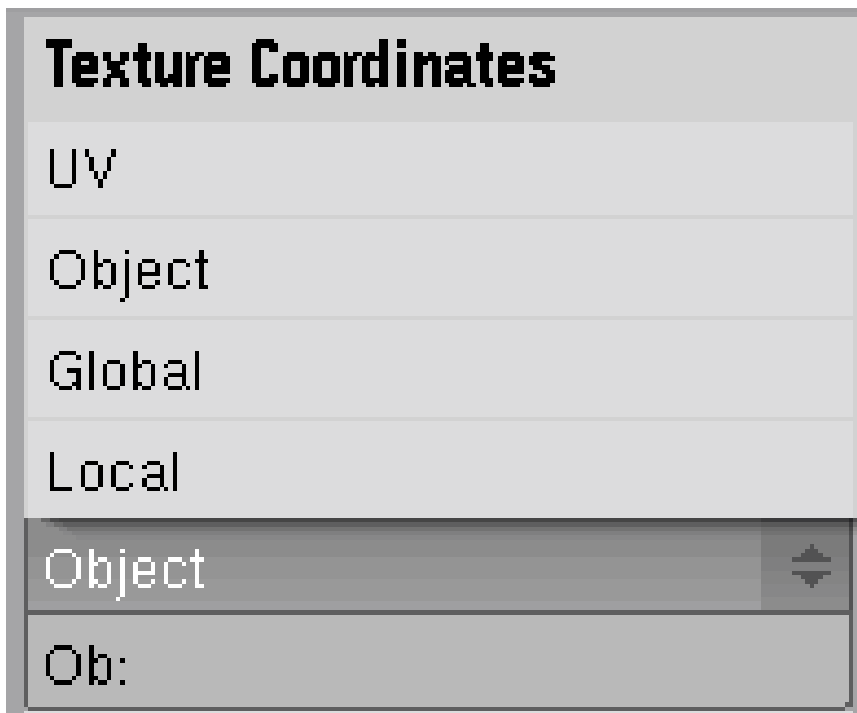 Texture Coordinates
UV
Object
Global
Local
Object
Ob: